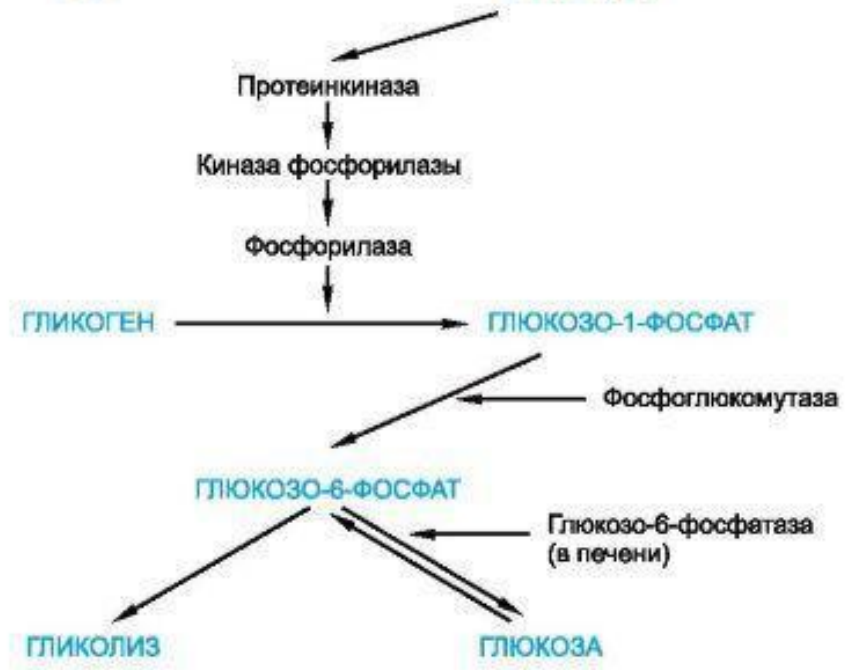 Протеинкиназа
Киназа фосфорилазы
Фосфорилаза
ГЛИКОГЕН
ГЛЮКОЗО-1-ФОСФАТ
Фосфоглюкомутаза
ГЛЮКОЗО-6-ФОСФАТ
Глюкозо-6-фосфатаза
(в печени)
ГЛИКОЛИЗ
ГЛЮКОЗА